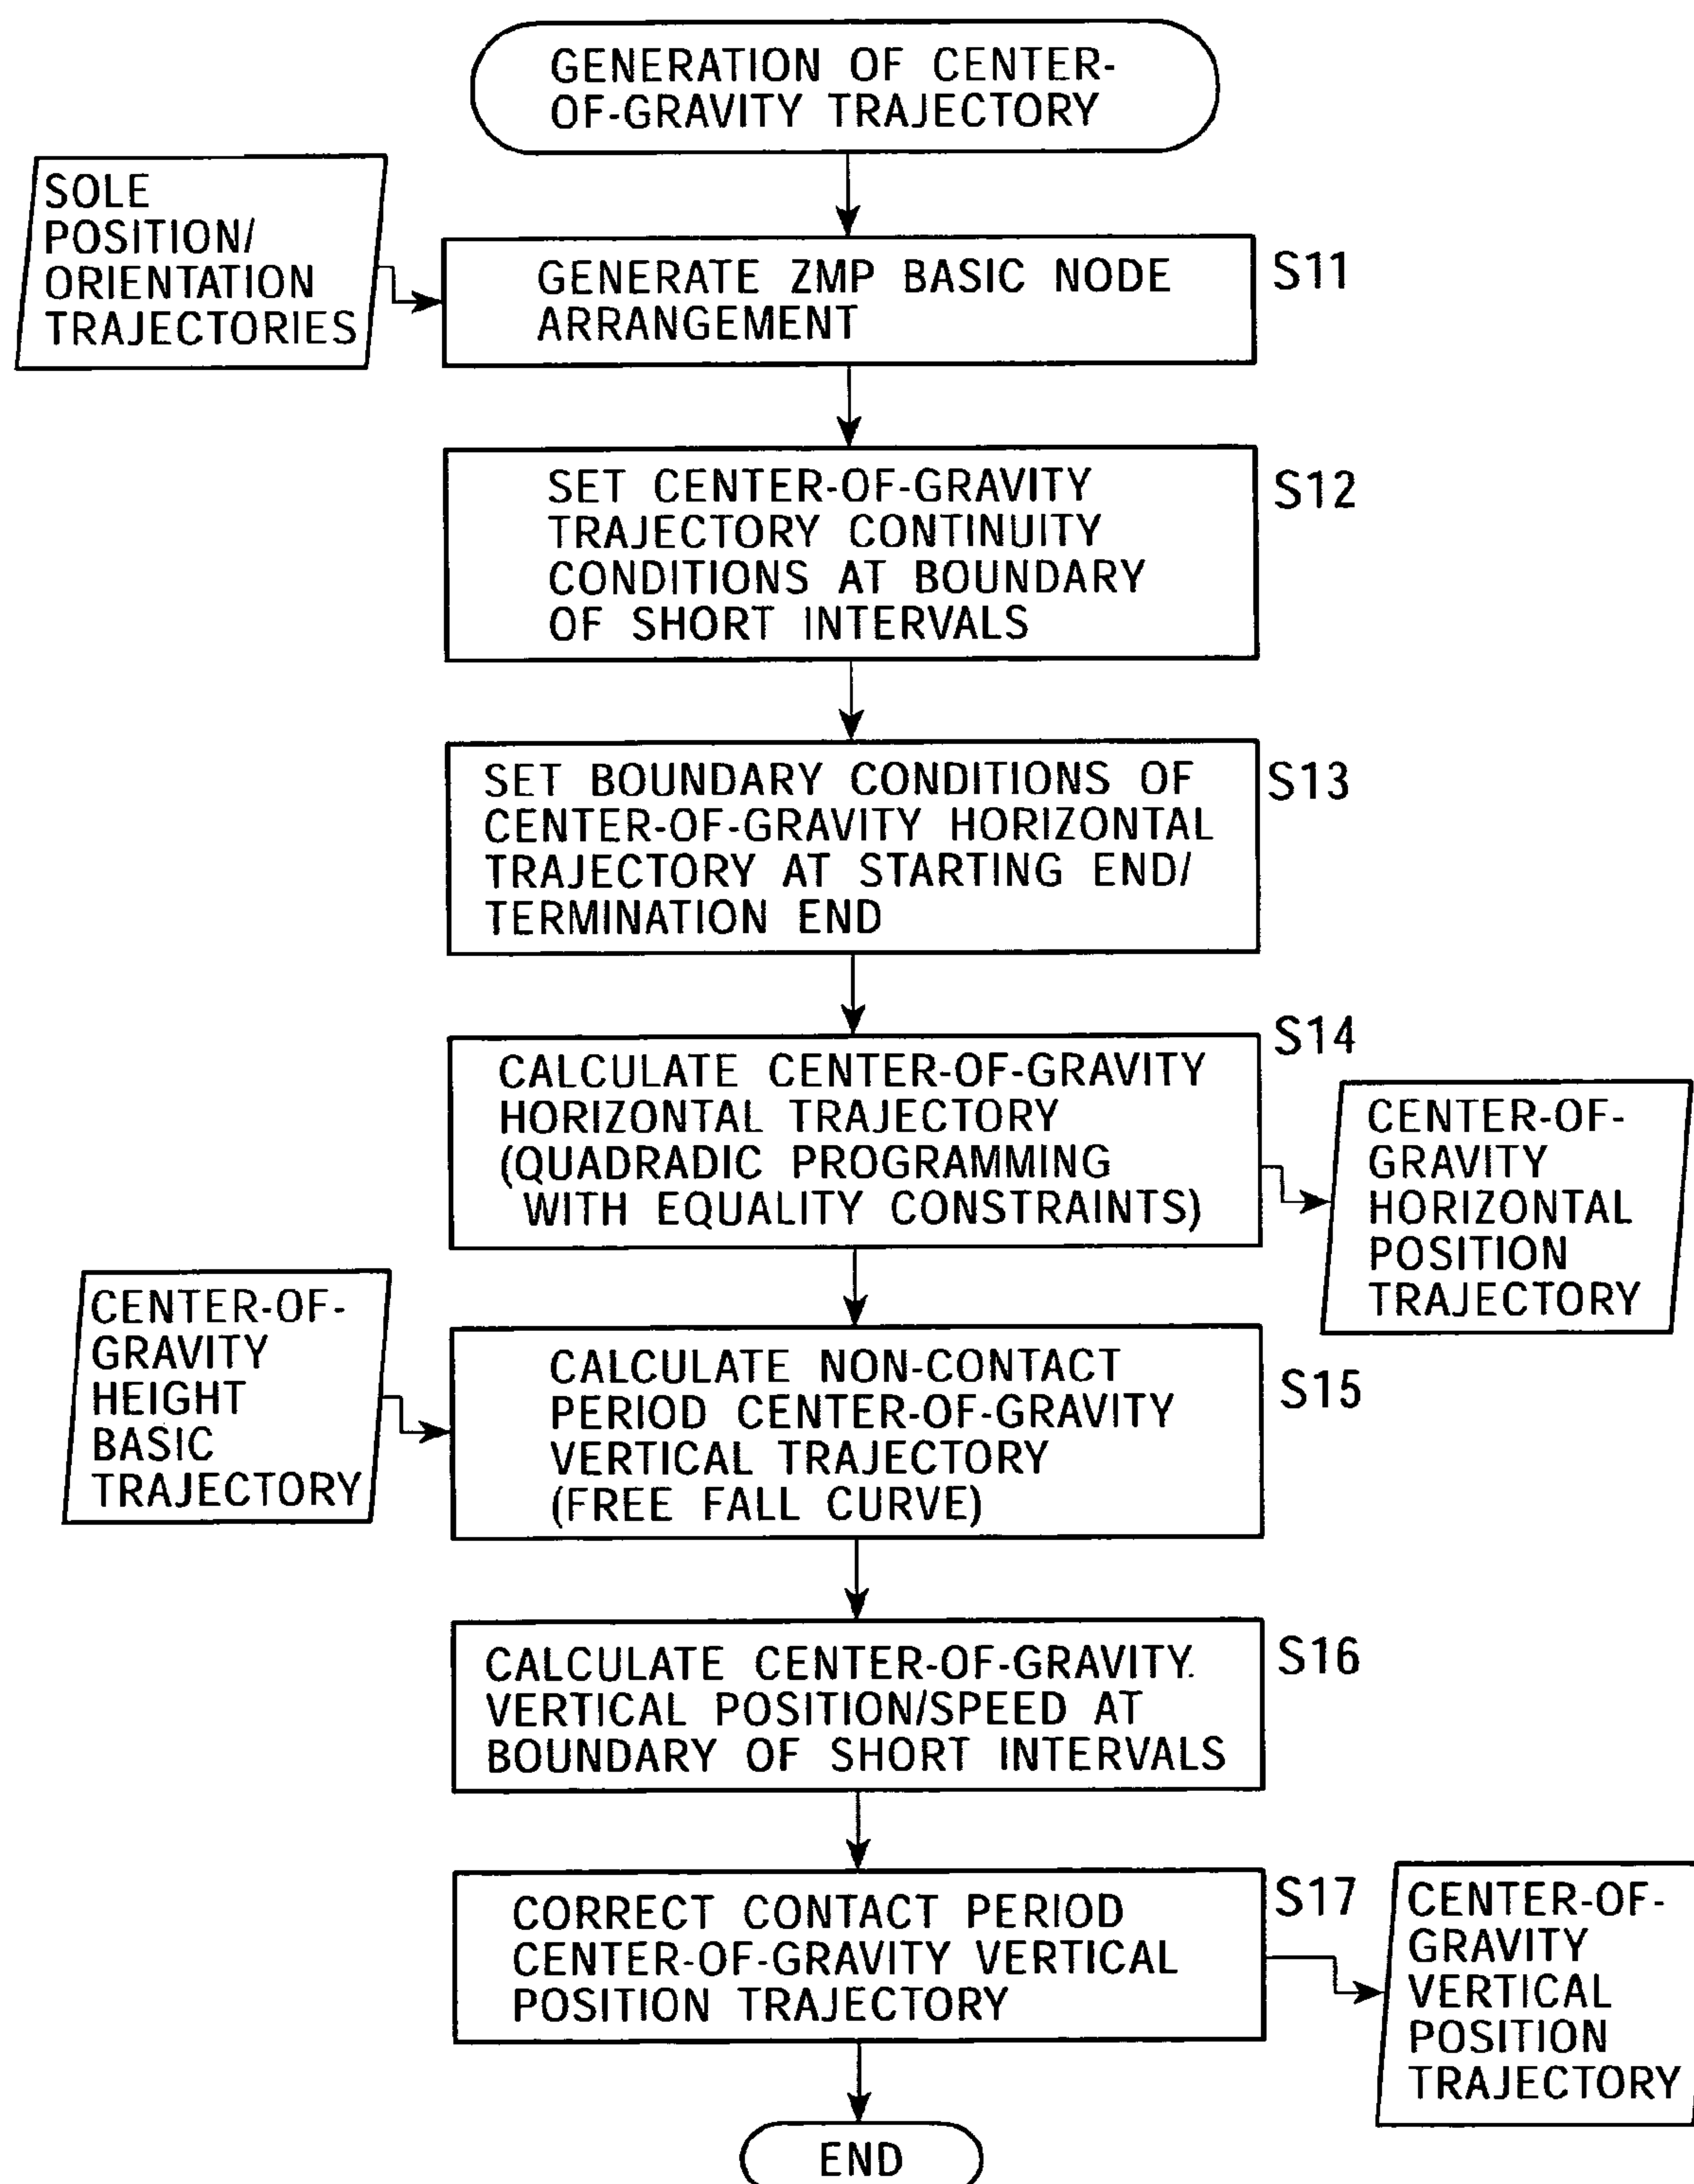 GENERATION OF CENTER-
OF-GRAVITY TRAJECTORY
SOLE
POSITION/
ORIENTATION
TRAJECTORIES
GENERATE ZMP BASIC NODE
ARRANGEMENT
S11
SET CENTER-OF-GRAVITY
TRAJECTORY CONTINUITY
CONDITIONS AT BOUNDARY
OF SHORT INTERVALS
S12
SET BOUNDARY CONDITIONS OF
CENTER-OF-GRAVITY HORIZONTAL
TRAJECTORY AT STARTING END/
TERMINATION END
S13
CALCULATE CENTER-OF-GRAVITY
HORIZONTAL TRAJECTORY
(QUADRADIC PROGRAMMING
WITH EQUALITY CONSTRAINTS)
S14
CENTER-OF-
GRAVITY
HORIZONTAL
POSITION
TRAJECTORY
CENTER-OF-
GRAVITY
HEIGHT
BASIC
TRAJECTORY
CALCULATE NON-CONTACT
PERIOD CENTER-OF-GRAVITY
VERTICAL TRAJECTORY
(FREE FALL CURVE)
S15
CALCULATE CENTER-OF-GRAVITY.
VERTICAL POSITION/SPEED AT
BOUNDARY OF SHORT INTERVALS
S16
CORRECT CONTACT PERIOD
CENTER-OF-GRAVITY VERTICAL
POSITION TRAJECTORY
S17
CENTER-OF-
GRAVITY
VERTICAL
POSITION
TRAJECTORY
END